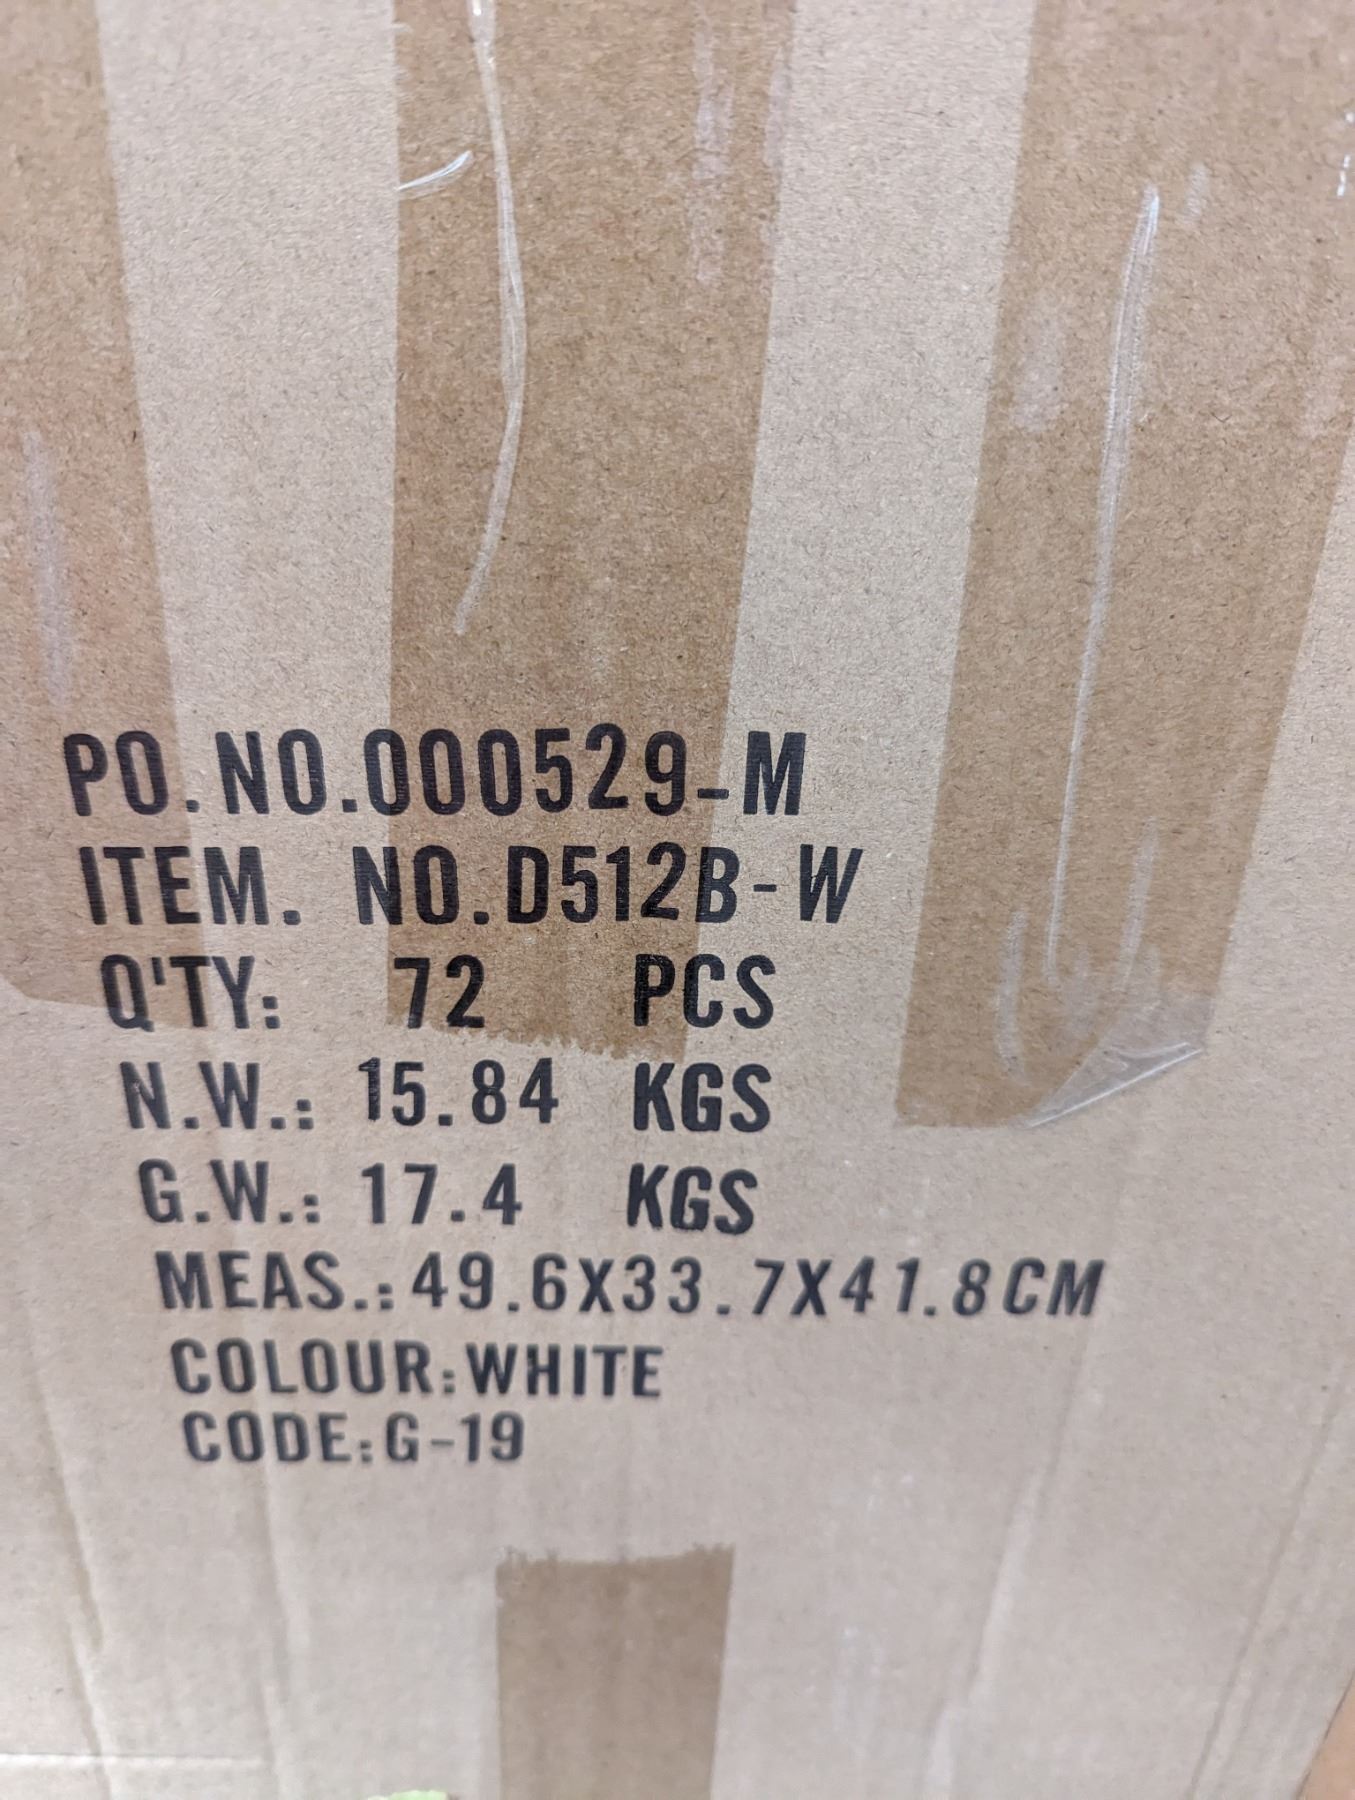 PO.NO.000529-M
ITEM. NO.D512B-W
Q'TY: 72 PCS
N.W.: 15.84 KGS
G.W.: 17.4 KGS
MEAS.:49.6X33.7X41.8CM
COLOUR:WHITE
CODE:G-19